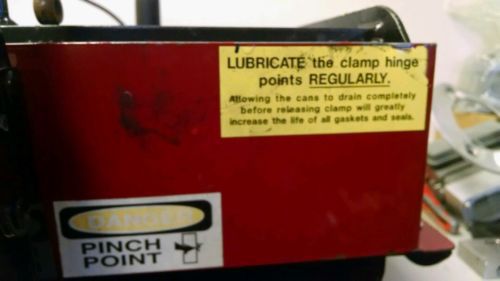 LUBRICATE the clamp hinge
points REGULARLY.
Allowing the cans to drain completely
before releasing clamp will greatly
increase the life of all gaskets and seals.
DANGER
PINCH
POINT